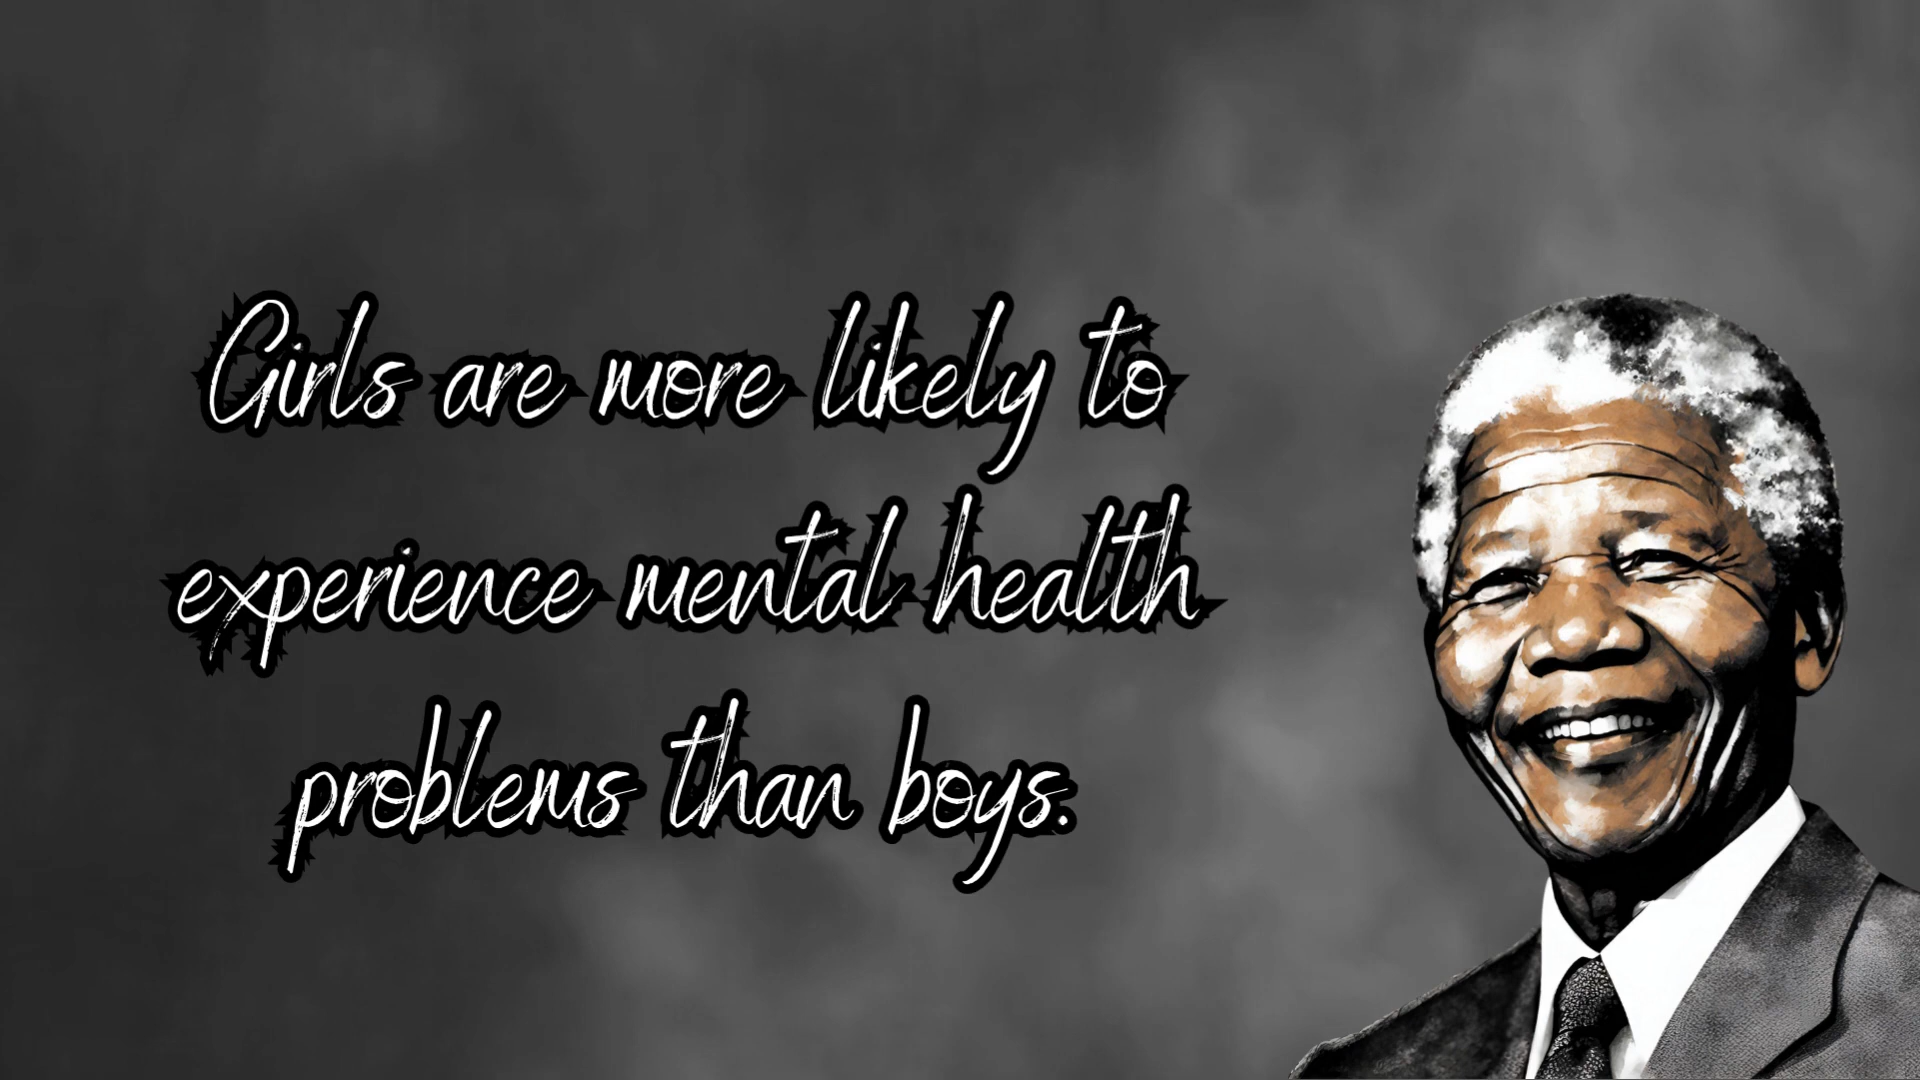 Girls are more likely to
experience mental health
problems than boys.